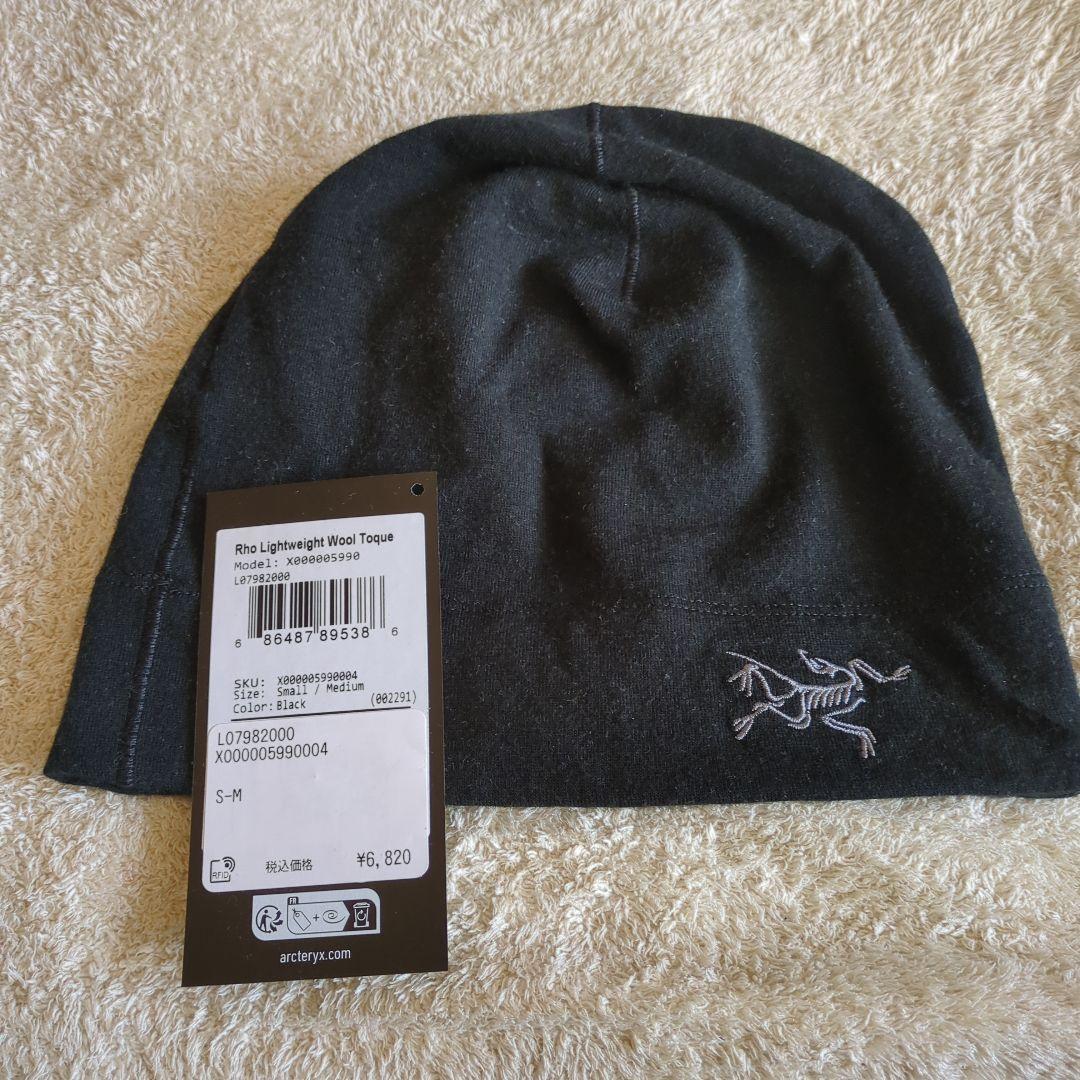 Rho Lightweight Wool Toque
Model: X000005990
L07982000
6 86487 89538 6
SKU: X000005990004
Size: Small / Medium
Color: Black (002291)
L07982000
X000005990004
S-M
RFID 税込価格 ¥6,820
FR
+
arcteryx.com